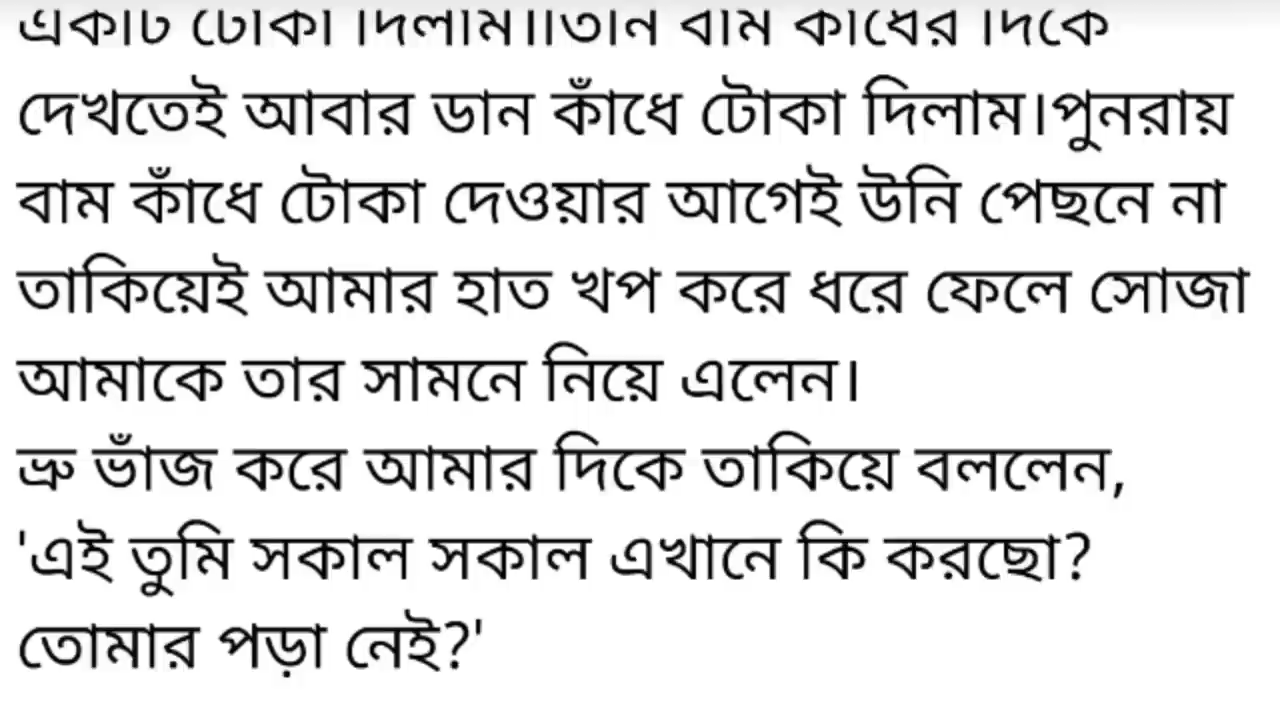 একটি টোকা দিলাম।।তিনি বাম কাঁধের দিকে
দেখতেই আবার ডান কাঁধে টোকা দিলাম।পুনরায়
বাম কাঁধে টোকা দেওয়ার আগেই উনি পেছনে না
তাকিয়েই আমার হাত খপ করে ধরে ফেলে সোজা
আমাকে তার সামনে নিয়ে এলেন।
ভ্রু ভাঁজ করে আমার দিকে তাকিয়ে বললেন,
'এই তুমি সকাল সকাল এখানে কি করছো?
তোমার পড়া নেই?'